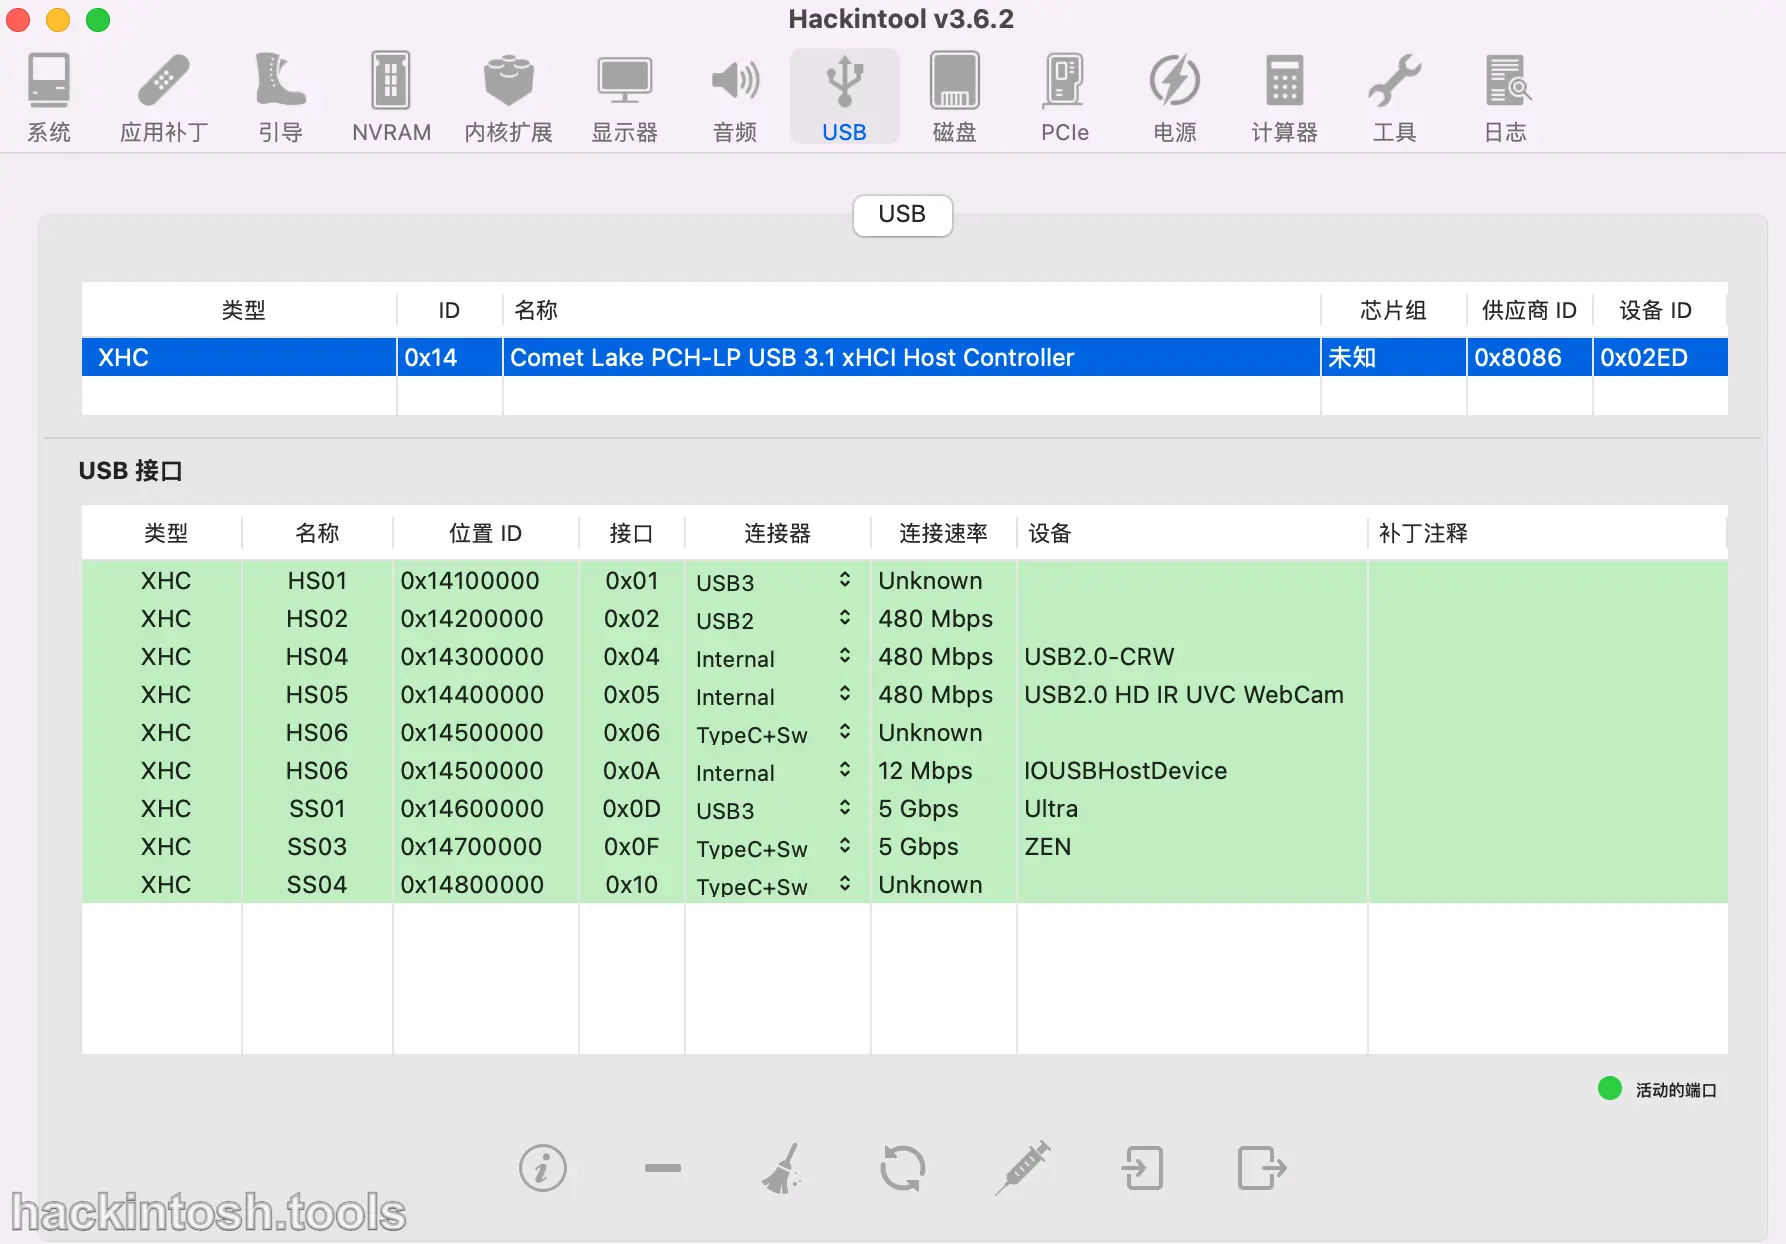 Hackintool v3.6.2
系统 应用补丁 引导 NVRAM 内核扩展 显示器 音频 USB 磁盘 PCIe 电源 计算器 工具 日志
USB
类型 ID 名称 芯片组 供应商 ID 设备 ID
XHC 0x14 Comet Lake PCH-LP USB 3.1 xHCI Host Controller 未知 0x8086 0x02ED
USB 接口
类型 名称 位置 ID 接口 连接器 连接速率 设备 补丁注释
XHC HS01 0x14100000 0x01 USB3 Unknown
XHC HS02 0x14200000 0x02 USB2 480 Mbps
XHC HS04 0x14300000 0x04 Internal 480 Mbps USB2.0-CRW
XHC HS05 0x14400000 0x05 Internal 480 Mbps USB2.0 HD IR UVC WebCam
XHC HS06 0x14500000 0x06 TypeC+Sw Unknown
XHC HS06 0x14500000 0x0A Internal 12 Mbps IOUSBHostDevice
XHC SS01 0x14600000 0x0D USB3 5 Gbps Ultra
XHC SS03 0x14700000 0x0F TypeC+Sw 5 Gbps ZEN
XHC SS04 0x14800000 0x10 TypeC+Sw Unknown
活动的端口
hackintosh.tools